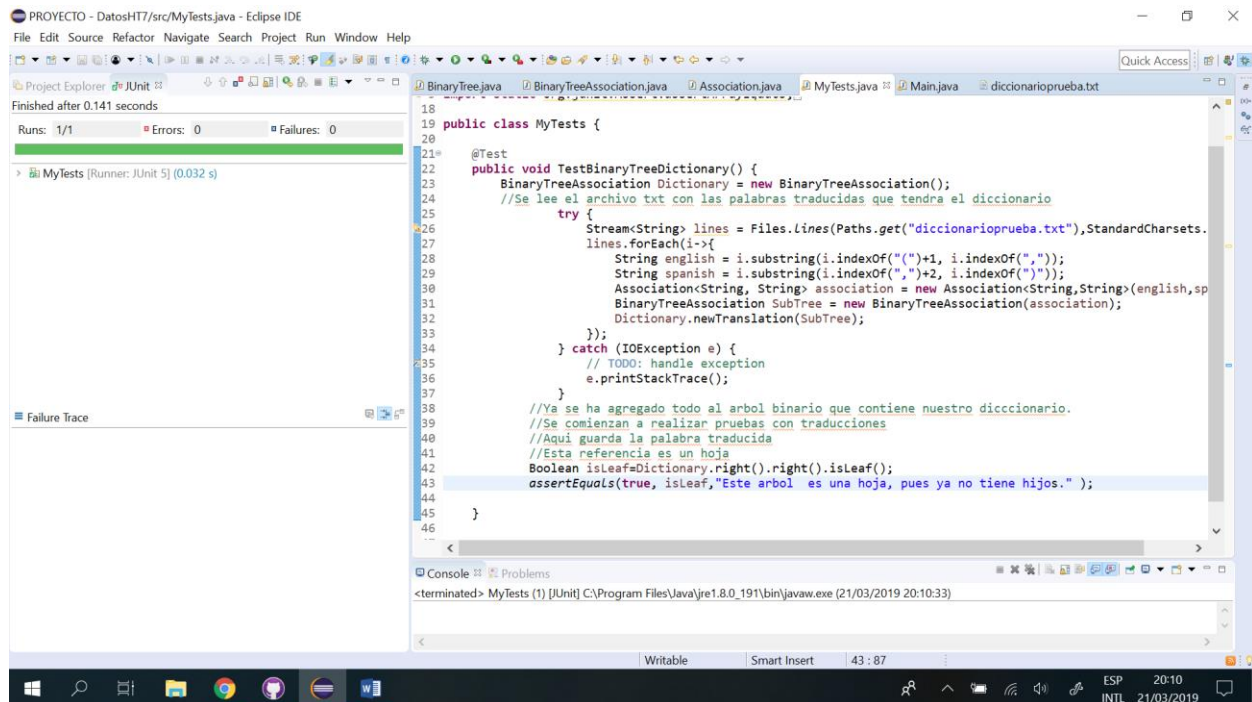 PROYECTO - DatosHT7/src/MyTests.java - Eclipse IDE
File Edit Source Refactor Navigate Search Project Run Window Help
Quick Access
Project Explorer JUnit
Finished after 0.141 seconds
Runs: 1/1 Errors: 0 Failures: 0
MyTests [Runner: JUnit 5] (0.032 s)
Failure Trace
BinaryTree.java BinaryTreeAssociation.java Association.java MyTests.java Main.java diccionarioprueba.txt
18
19 public class MyTests {
20
21 @Test
22 public void TestBinaryTreeDictionary() {
23 BinaryTreeAssociation Dictionary = new BinaryTreeAssociation();
24 //Se lee el archivo txt con las palabras traducidas que tendra el diccionario
25 try {
26 Stream<String> lines = Files.lines(Paths.get("diccionarioprueba.txt"),StandardCharsets.
27 lines.forEach(i->{
28 String english = i.substring(i.indexOf("(")+1, i.indexOf(","));
29 String spanish = i.substring(i.indexOf(",")+2, i.indexOf(")"));
30 Association<String, String> association = new Association<String,String>(english,sp
31 BinaryTreeAssociation SubTree = new BinaryTreeAssociation(association);
32 Dictionary.newTranslation(SubTree);
33 });
34 } catch (IOException e) {
35 // TODO: handle exception
36 e.printStackTrace();
37 }
38 //Ya se ha agregado todo al arbol binario que contiene nuestro dicccionario.
39 //Se comienzan a realizar pruebas con traducciones
40 //Aqui guarda la palabra traducida
41 //Esta referencia es un hoja
42 Boolean isLeaf=Dictionary.right().right().isLeaf();
43 assertEquals(true, isLeaf,"Este arbol  es una hoja, pues ya no tiene hijos." );
44
45 }
46
Console Problems
<terminated> MyTests (1) [JUnit] C:\Program Files\Java\jre1.8.0_191\bin\javaw.exe (21/03/2019 20:10:33)
Writable Smart Insert 43 : 87
ESP INTL
20:10
21/03/2019